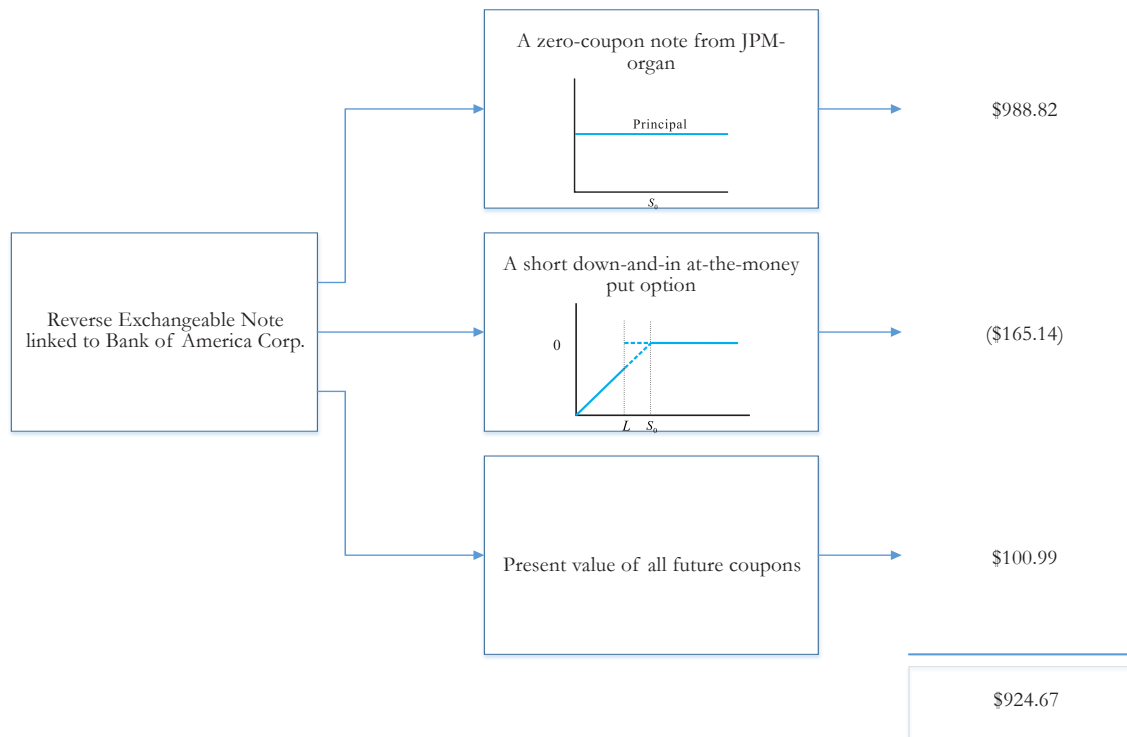 A zero-coupon note from JPM-
organ
Principal
S₀
$988.82
Reverse Exchangeable Note
linked to Bank of America Corp.
A short down-and-in at-the-money
put option
0
L S₀
($165.14)
Present value of all future coupons
$100.99
$924.67